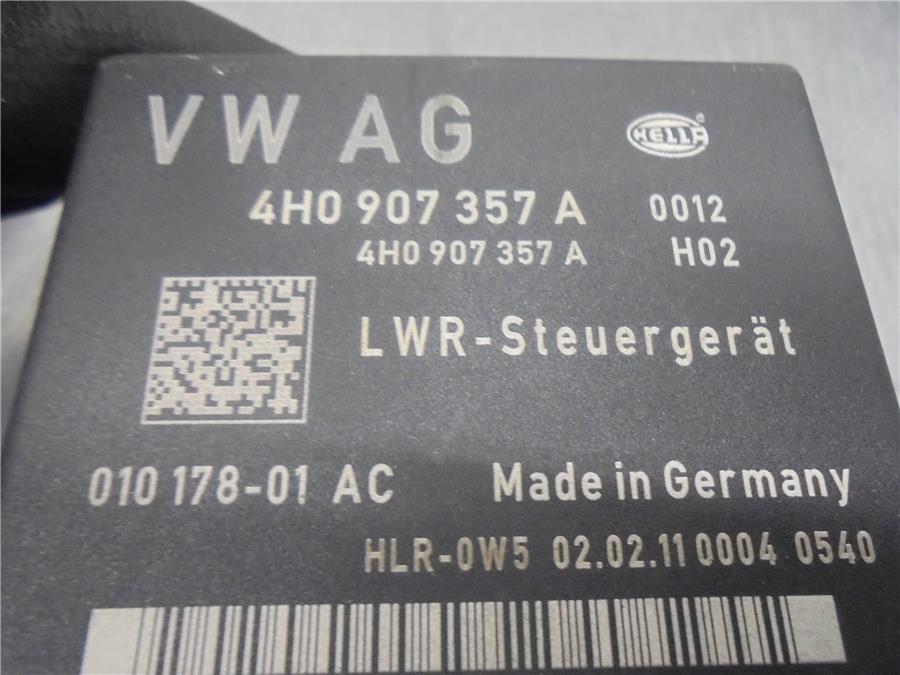 VW AG
HELLA
4H0 907 357 A 0012
4H0 907 357 A H02
LWR-Steuergerät
010 178-01 AC Made in Germany
HLR-0W5 02.02.11 0004 0540